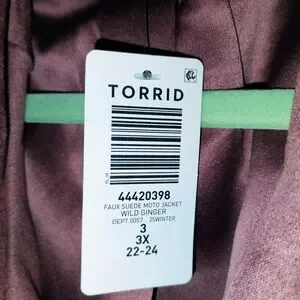 TORRID
44420398
FAUX SUEDE MOTO JACKET
WILD GINGER
DEPT 0057 25WINTER
3
3X
22-24